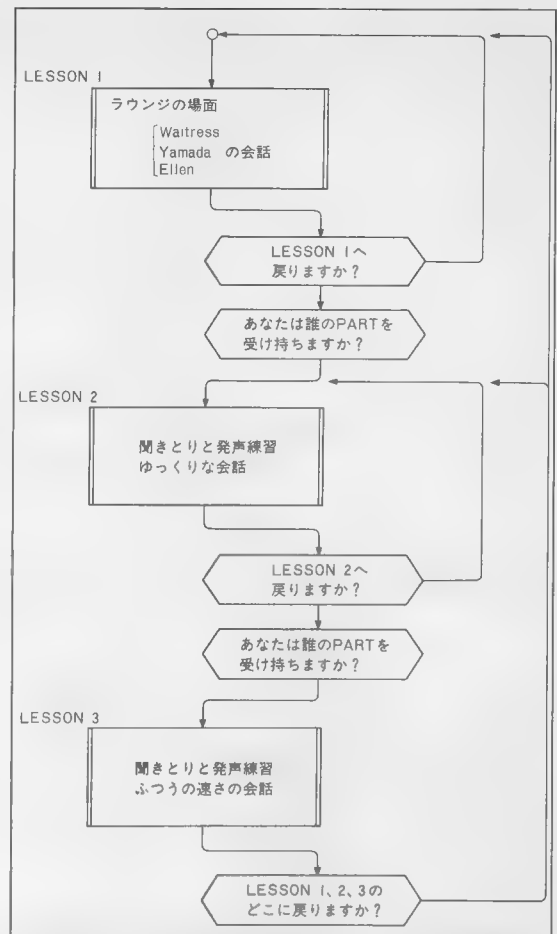 LESSON 1
ラウンジの場面
Waitress
Yamada の会話
Ellen
LESSON 1へ
戻りますか?
あなたは誰のPARTを
受け持ちますか?
LESSON 2
聞きとりと発声練習
ゆっくりな会話
LESSON 2へ
戻りますか?
あなたは誰のPARTを
受け持ちますか?
LESSON 3
聞きとりと発声練習
ふつうの速さの会話
LESSON 1、2、3の
どこに戻りますか?